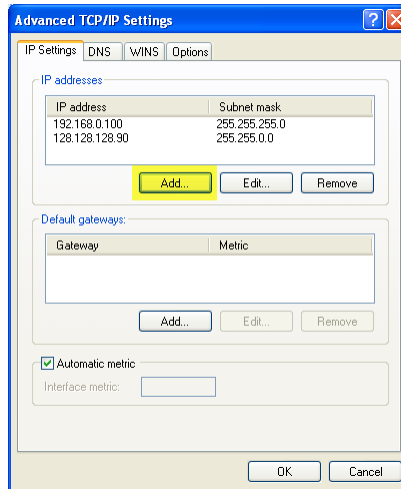 Advanced TCP/IP Settings
IP Settings DNS WINS Options
IP addresses
IP address Subnet mask
192.168.0.100 255.255.255.0
128.128.128.90 255.255.0.0
Add... Edit... Remove
Default gateways:
Gateway Metric
Add... Edit... Remove
Automatic metric
Interface metric:
OK Cancel